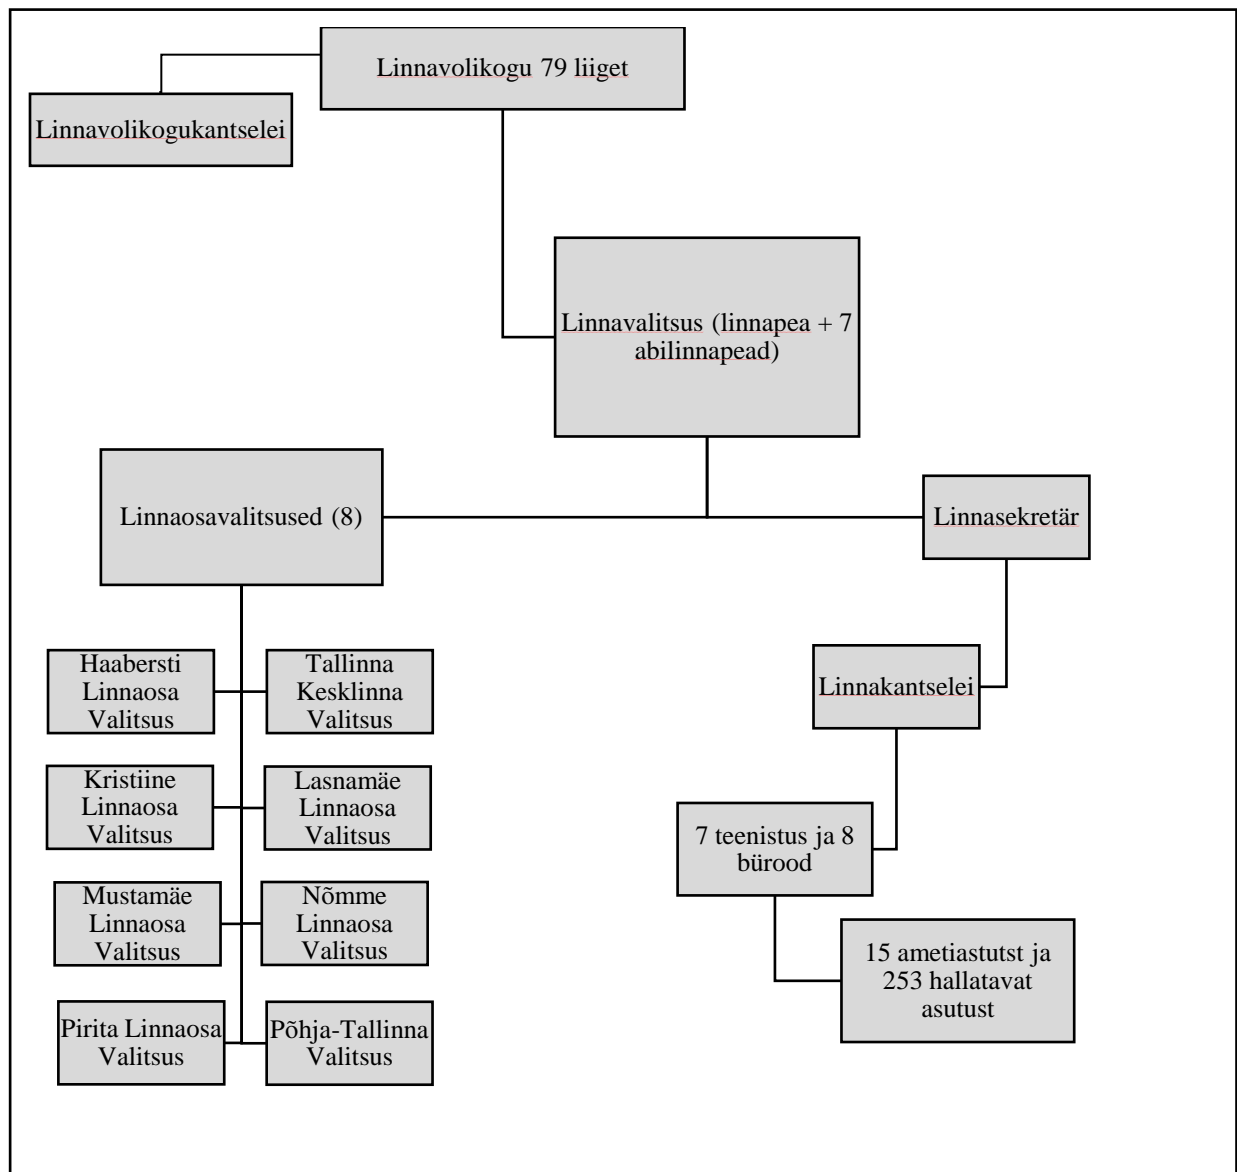 Linnavolikogu 79 liiget
Linnavolikogukantselei
Linnavalitsus (linnapea + 7
abilinnapead)
Linnaosavalitsused (8)
Linnasekretär
Haabersti
Linnaosa
Valitsus
Tallinna
Kesklinna
Valitsus
Kristiine
Linnaosa
Valitsus
Lasnamäe
Linnaosa
Valitsus
Mustamäe
Linnaosa
Valitsus
Nõmme
Linnaosa
Valitsus
Pirita Linnaosa
Valitsus
Põhja-Tallinna
Valitsus
Linnakantselei
7 teenistus ja 8
bürood
15 ametiastutst ja
253 hallatavat
asutust